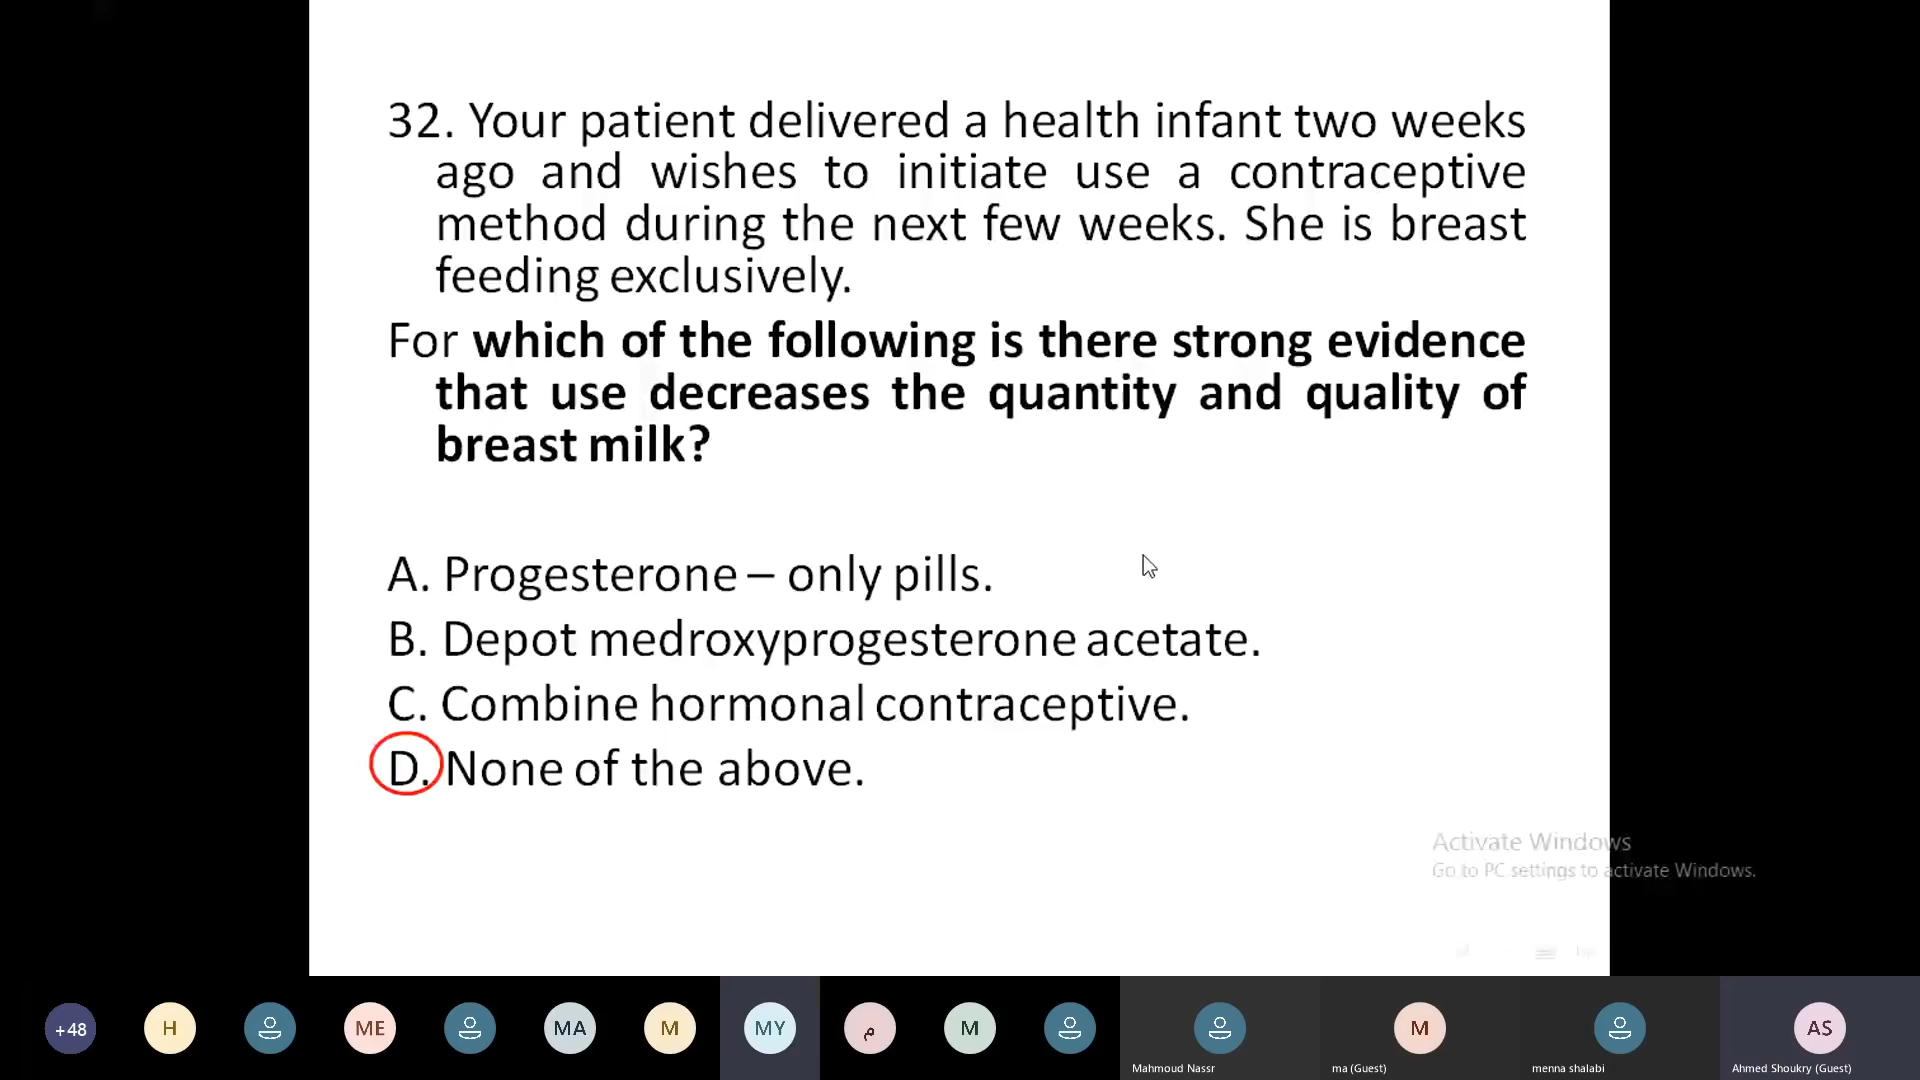 32. Your patient delivered a health infant two weeks
ago and wishes to initiate use a contraceptive
method during the next few weeks. She is breast
feeding exclusively.
For which of the following is there strong evidence
that use decreases the quantity and quality of
breast milk?
A. Progesterone – only pills.
B. Depot medroxyprogesterone acetate.
C. Combine hormonal contraceptive.
D. None of the above.
Activate Windows
Go to PC settings to activate Windows.
+48
H
ME
MA
M
MY
م
M
M
AS
Mahmoud Nassr
ma (Guest)
menna shalabi
Ahmed Shoukry (Guest)